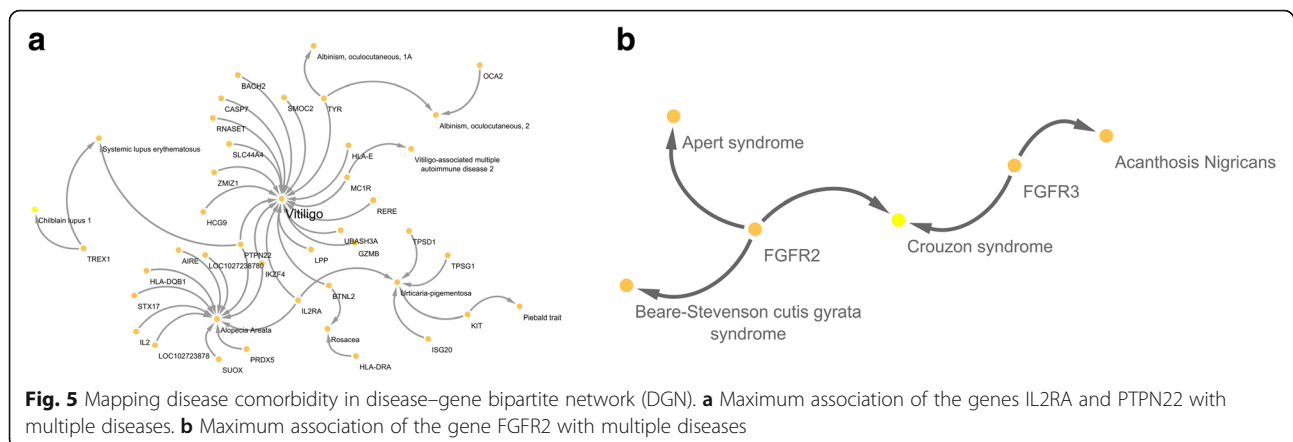 a
b
Albinism, oculocutaneous, 1A
OCA2
BACH2
CASP7
SMOC2
TYR
RNASET
Albinism, oculocutaneous, 2
Apert syndrome
Systemic lupus erythematosus
SLC44A4
HLA-E
Vitiligo-associated multiple
autoimmune disease 2
Acanthosis Nigricans
ZMIZ1
MC1R
FGFR3
HCG9
Vitiligo
RERE
Chilblain lupus 1
FGFR2
Crouzon syndrome
UBASH3A
TPSD1
TREX1
AIRE
PTPN22
LPP
GZMB
TPSG1
LOC1027238780
IKZF4
HLA-DQB1
Urticaria-pigmentosa
STX17
BTNL2
IL2RA
Beare-Stevenson cutis gyrata
syndrome
Alopecia Areata
KIT
Piebald trait
IL2
LOC102723878
PRDX5
Rosacea
ISG20
SUOX
HLA-DRA
Fig. 5 Mapping disease comorbidity in disease–gene bipartite network (DGN). a Maximum association of the genes IL2RA and PTPN22 with
multiple diseases. b Maximum association of the gene FGFR2 with multiple diseases